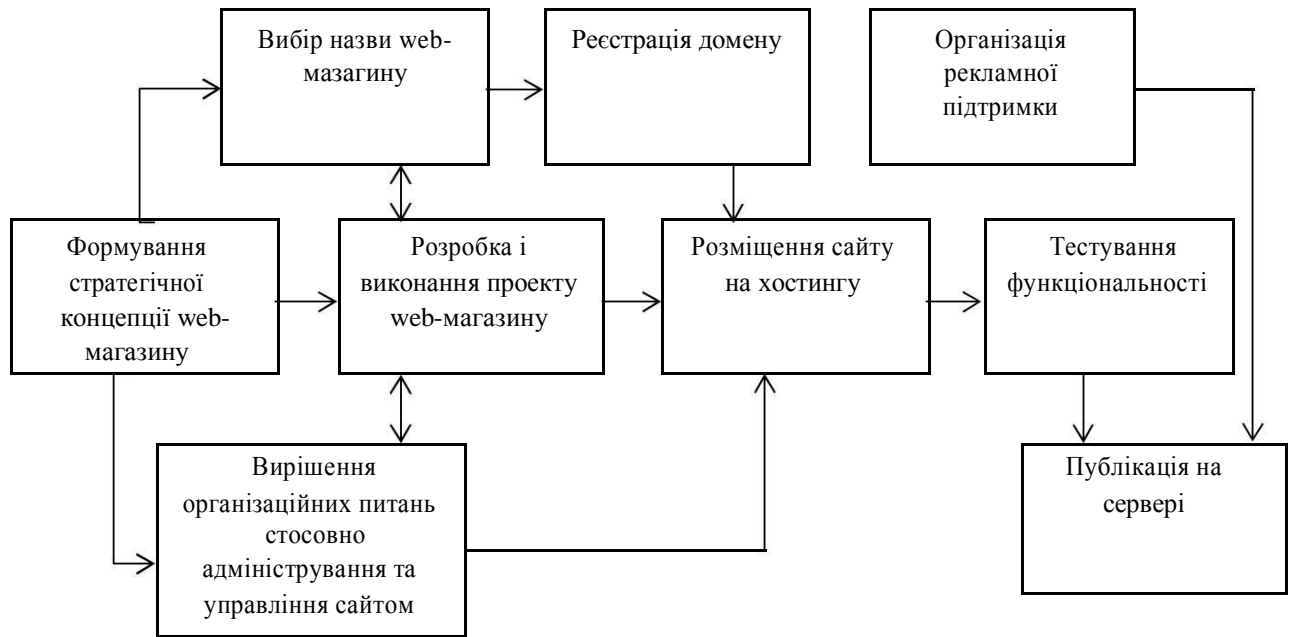 Вибір назви web-
мазагину
Реєстрація домену
Організація
рекламної
підтримки
Формування
стратегічної
концепції web-
магазину
Розробка і
виконання проекту
web-магазину
Розміщення сайту
на хостингу
Тестування
функціональності
Вирішення
організаційних питань
стосовно
адміністрування та
управління сайтом
Публікація на
сервері